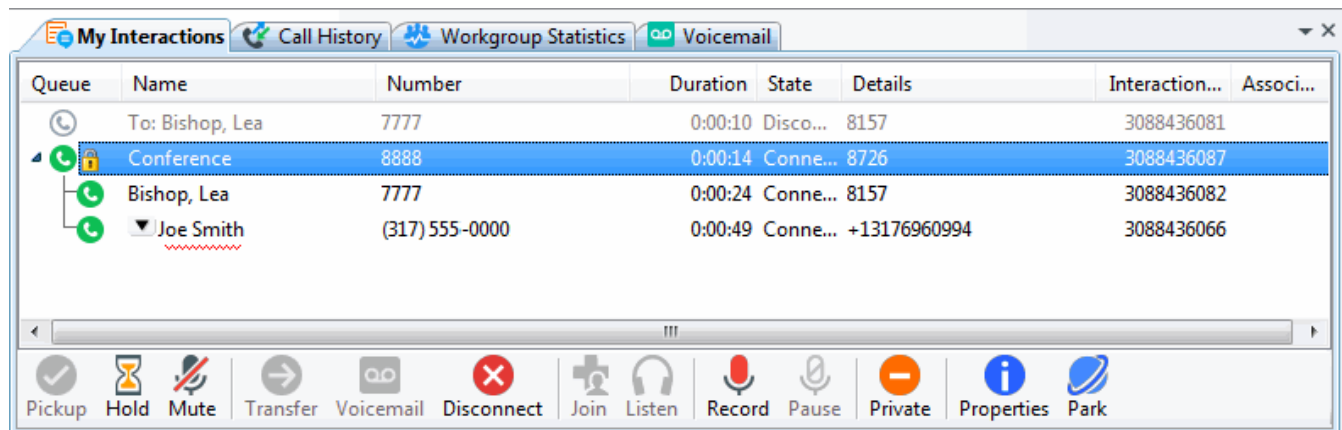 My Interactions Call History Workgroup Statistics Voicemail
Queue Name Number Duration State Details Interaction... Associ...
To: Bishop, Lea 7777 0:00:10 Disco... 8157 3088436081
Conference 8888 0:00:14 Conne... 8726 3088436087
Bishop, Lea 7777 0:00:24 Conne... 8157 3088436082
Joe Smith (317) 555-0000 0:00:49 Conne... +13176960994 3088436066
Pickup Hold Mute Transfer Voicemail Disconnect Join Listen Record Pause Private Properties Park